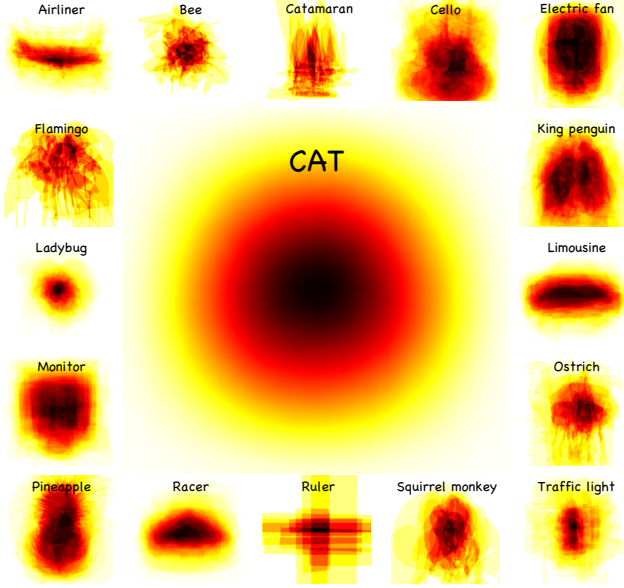 Airliner
Bee
Catamaran
Cello
Electric fan
Flamingo
CAT
King penguin
Ladybug
Limousine
Monitor
Ostrich
Pineapple
Racer
Ruler
Squirrel monkey
Traffic light